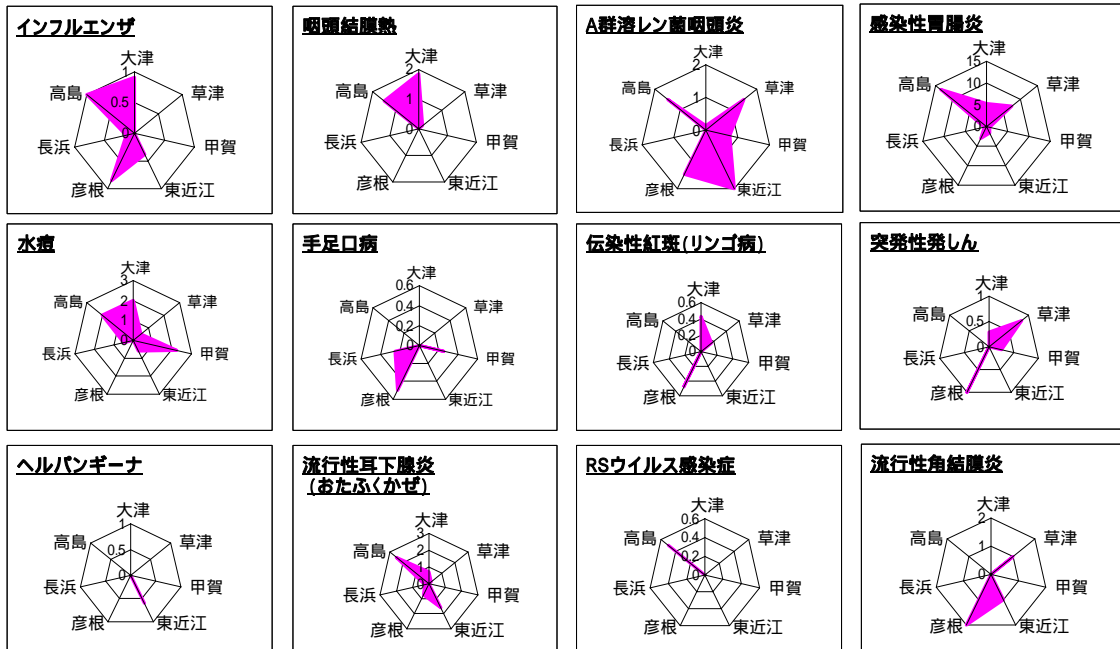 インフルエンザ
大津
1
高島
草津
0.5
0
長浜
甲賀
彦根
東近江
咽頭結膜熱
大津
2
高島
草津
1
0
長浜
甲賀
彦根
東近江
A群溶レン菌咽頭炎
大津
2
高島
草津
1
0
長浜
甲賀
彦根
東近江
感染性胃腸炎
大津
15
高島
草津
10
5
0
長浜
甲賀
彦根
東近江
水痘
大津
3
高島
草津
2
1
0
長浜
甲賀
彦根
東近江
手足口病
大津
0.6
高島
草津
0.4
0.2
0
長浜
甲賀
彦根
東近江
伝染性紅斑(リンゴ病)
大津
0.6
高島
草津
0.4
0.2
0
長浜
甲賀
彦根
東近江
突発性発しん
大津
1
高島
草津
0.5
0
長浜
甲賀
彦根
東近江
ヘルパンギーナ
大津
1
高島
草津
0.5
0
長浜
甲賀
彦根
東近江
流行性耳下腺炎
(おたふくかぜ)
大津
3
高島
草津
2
1
0
長浜
甲賀
彦根
東近江
RSウイルス感染症
大津
0.6
高島
草津
0.4
0.2
0
長浜
甲賀
彦根
東近江
流行性角結膜炎
大津
2
高島
草津
1
0
長浜
甲賀
彦根
東近江